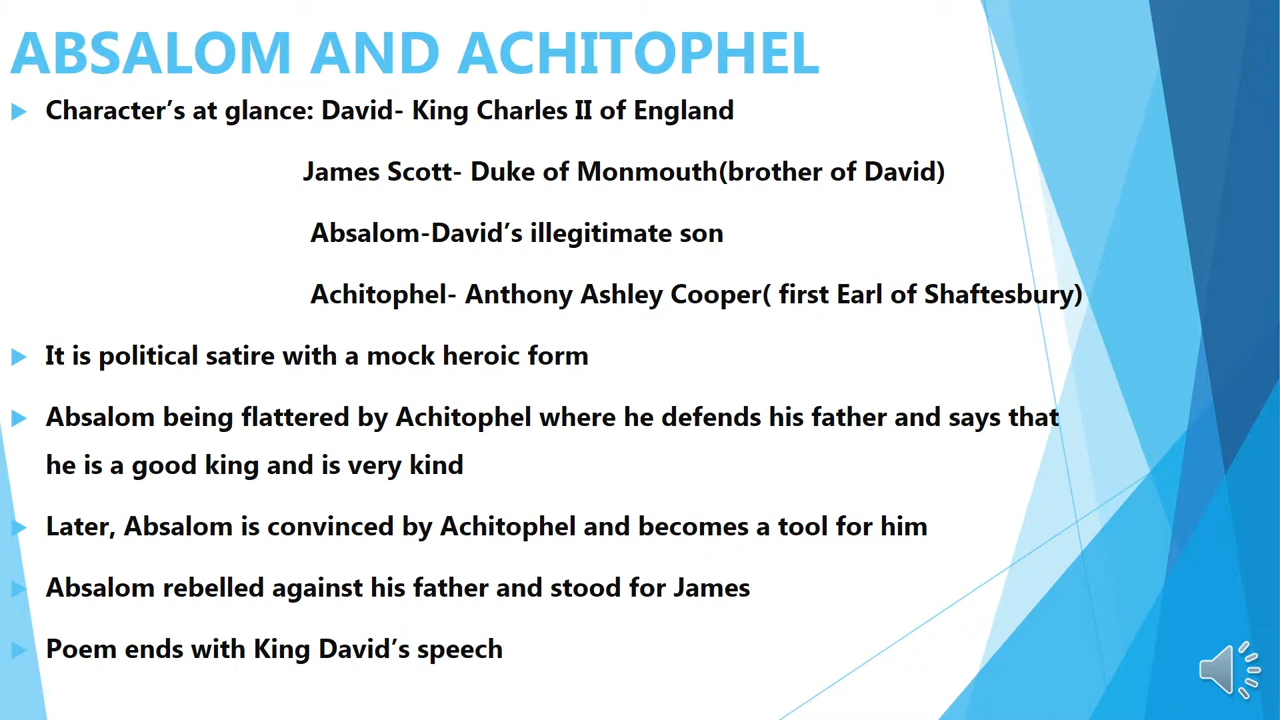 ABSALOM AND ACHITOPHEL
Character’s at glance: David- King Charles II of England
James Scott- Duke of Monmouth(brother of David)
Absalom-David’s illegitimate son
Achitophel- Anthony Ashley Cooper( first Earl of Shaftesbury)
It is political satire with a mock heroic form
Absalom being flattered by Achitophel where he defends his father and says that
he is a good king and is very kind
Later, Absalom is convinced by Achitophel and becomes a tool for him
Absalom rebelled against his father and stood for James
Poem ends with King David’s speech